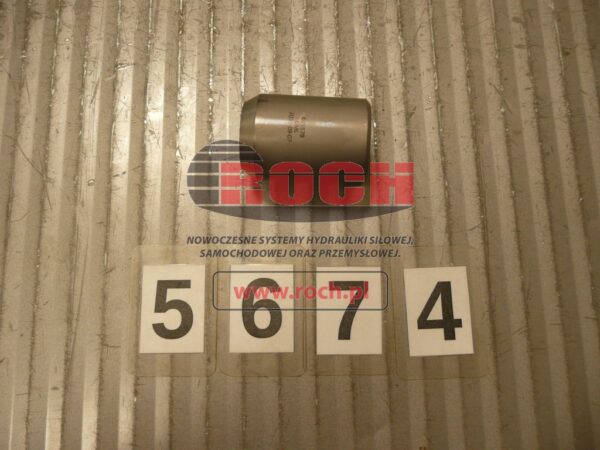 ROCH
NOWOCZESNE SYSTEMY HYDRAULIKI SIŁOWEJ,
SAMOCHODOWEJ ORAZ PRZEMYSŁOWEJ.
www.roch.pl
5 6 7 4